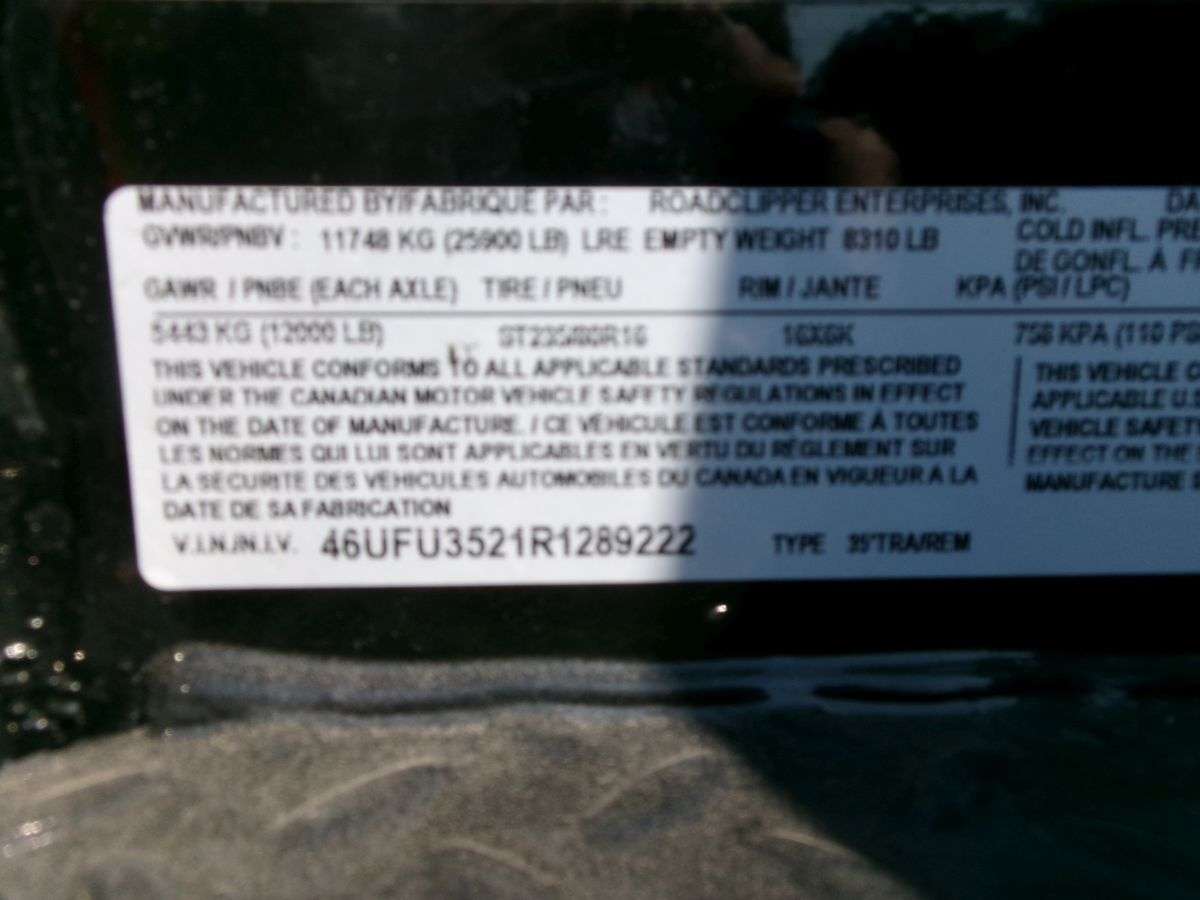 MANUFACTURED BY/FABRIQUE PAR : ROADCLIPPER ENTERPRISES, INC. DA
GVWR/PNBV : 11748 KG (25900 LB) LRE EMPTY WEIGHT 8310 LB COLD INFL. PRE
DE GONFL. À FR
GAWR / PNBE (EACH AXLE) TIRE / PNEU RIM / JANTE KPA (PSI / LPC)
5443 KG (12000 LB) ST235/80R16 16X6K 758 KPA (110 PS
THIS VEHICLE CONFORMS TO ALL APPLICABLE STANDARDS PRESCRIBED
UNDER THE CANADIAN MOTOR VEHICLE SAFETY REGULATIONS IN EFFECT
ON THE DATE OF MANUFACTURE. / CE VÉHICULE EST CONFORME À TOUTES
LES NORMES QUI LUI SONT APPLICABLES EN VERTU DU RÈGLEMENT SUR
LA SÉCURITÉ DES VÉHICULES AUTOMOBILES DU CANADA EN VIGUEUR À LA
DATE DE SA FABRICATION
THIS VEHICLE C
APPLICABLE U.S
VEHICLE SAFETY
EFFECT ON THE
MANUFACTURE S
V.I.N./N.I.V. 46UFU3521R1289222 TYPE 35'TRA/REM